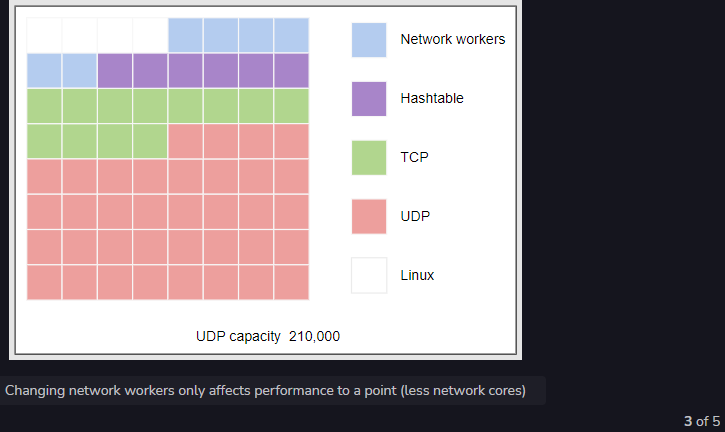 Network workers
Hashtable
TCP
UDP
Linux
UDP capacity 210,000
Changing network workers only affects performance to a point (less network cores)
3 of 5